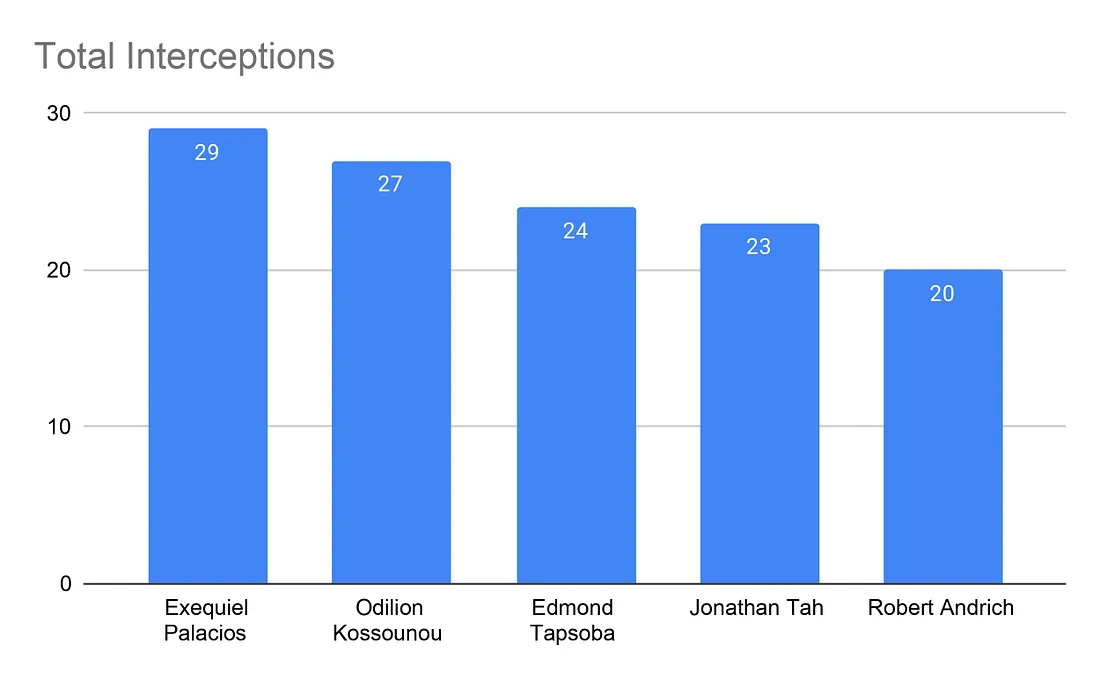 Total Interceptions
30
20
10
0
29
27
24
23
20
Exequiel
Palacios
Odilion
Kossounou
Edmond
Tapsoba
Jonathan Tah
Robert Andrich